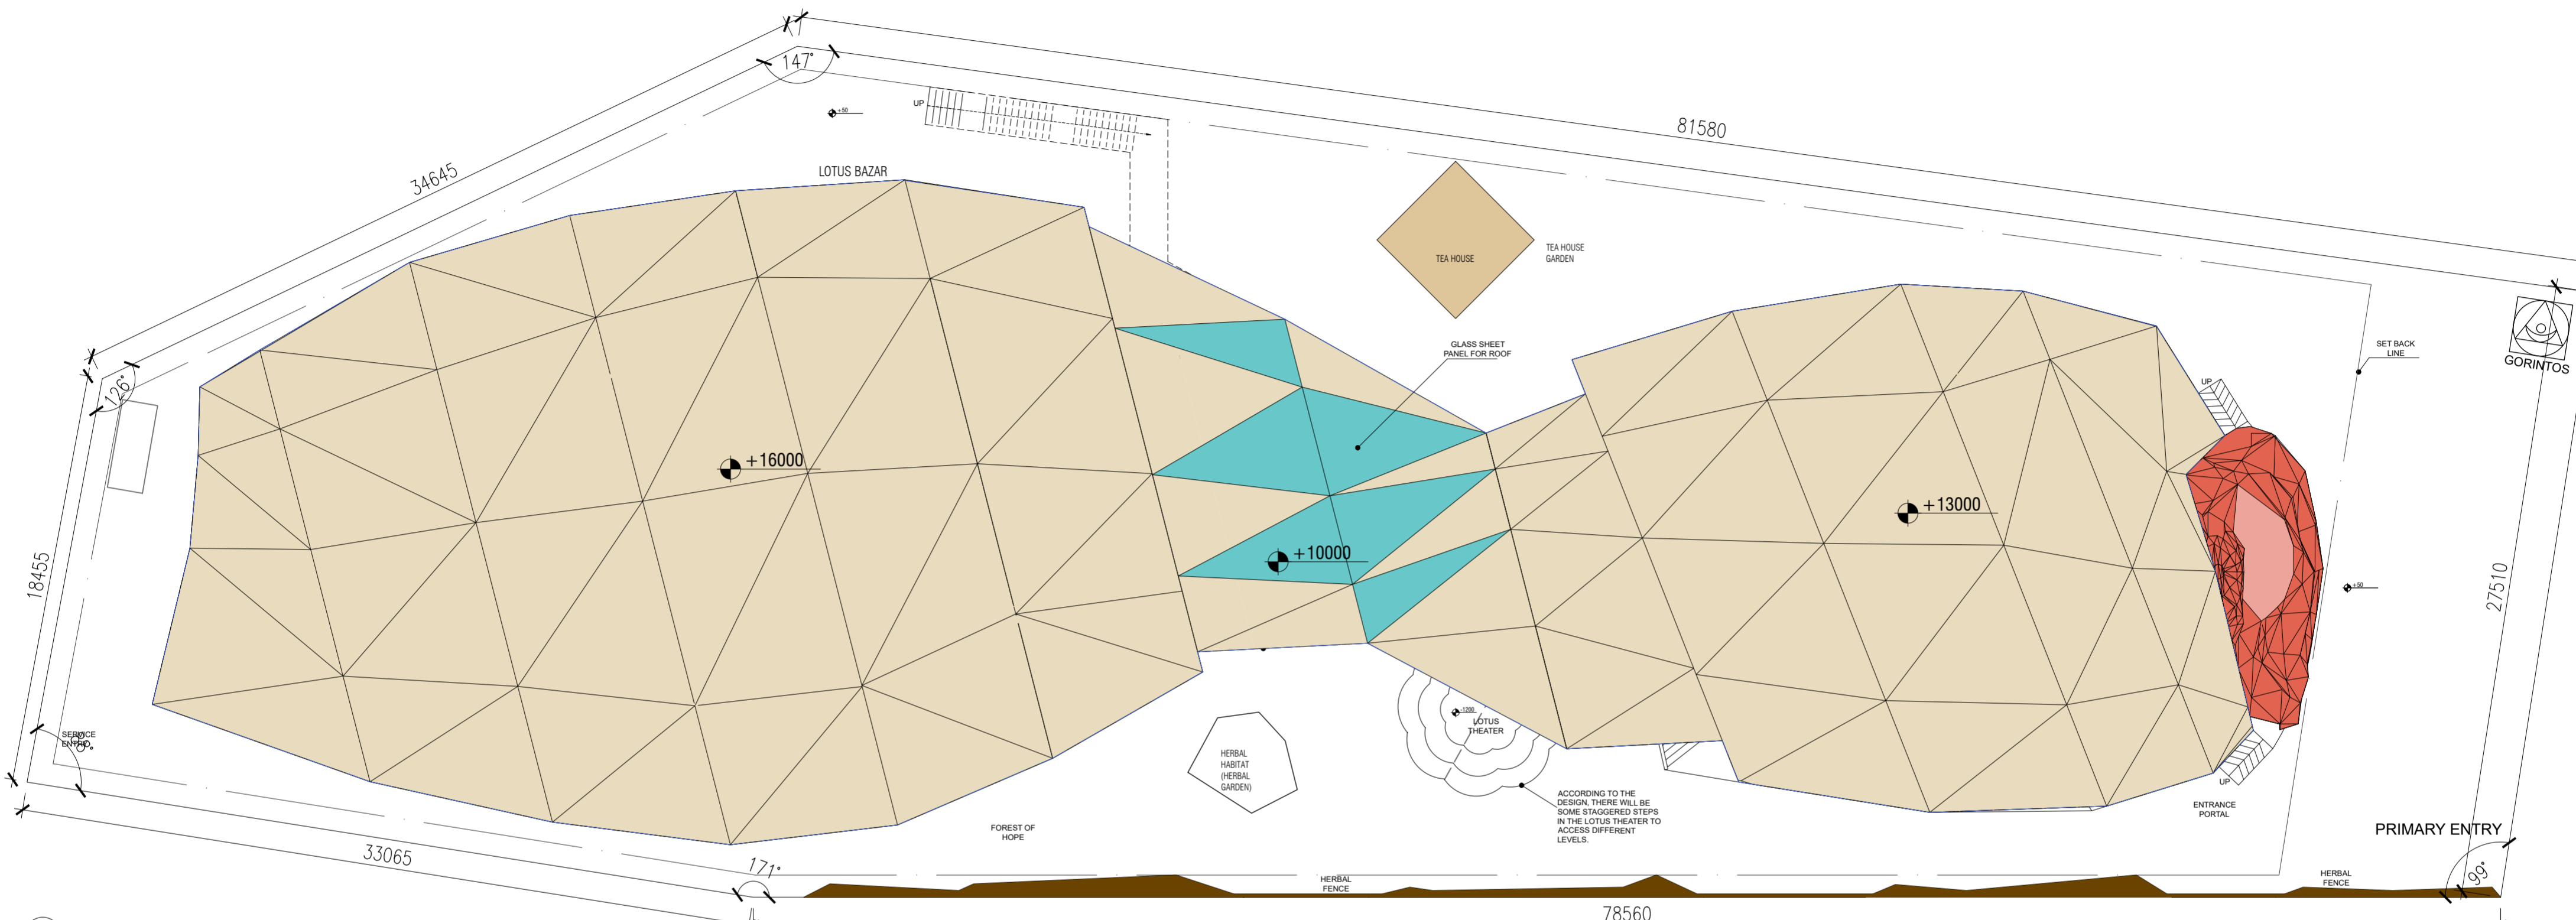 147°
+50
UP
81580
34645
LOTUS BAZAR
TEA HOUSE
TEA HOUSE
GARDEN
GLASS SHEET
PANEL FOR ROOF
SET BACK
LINE
GORINTOS
126°
UP
+16000
+13000
+10000
18455
+50
27510
-1200
LOTUS
THEATER
SERVICE
ENTRY
HERBAL
HABITAT
(HERBAL
GARDEN)
UP
ACCORDING TO THE
DESIGN, THERE WILL BE
SOME STAGGERED STEPS
IN THE LOTUS THEATER TO
ACCESS DIFFERENT
LEVELS.
ENTRANCE
PORTAL
FOREST OF
HOPE
PRIMARY ENTRY
33065
171°
HERBAL
FENCE
HERBAL
FENCE
99°
78560